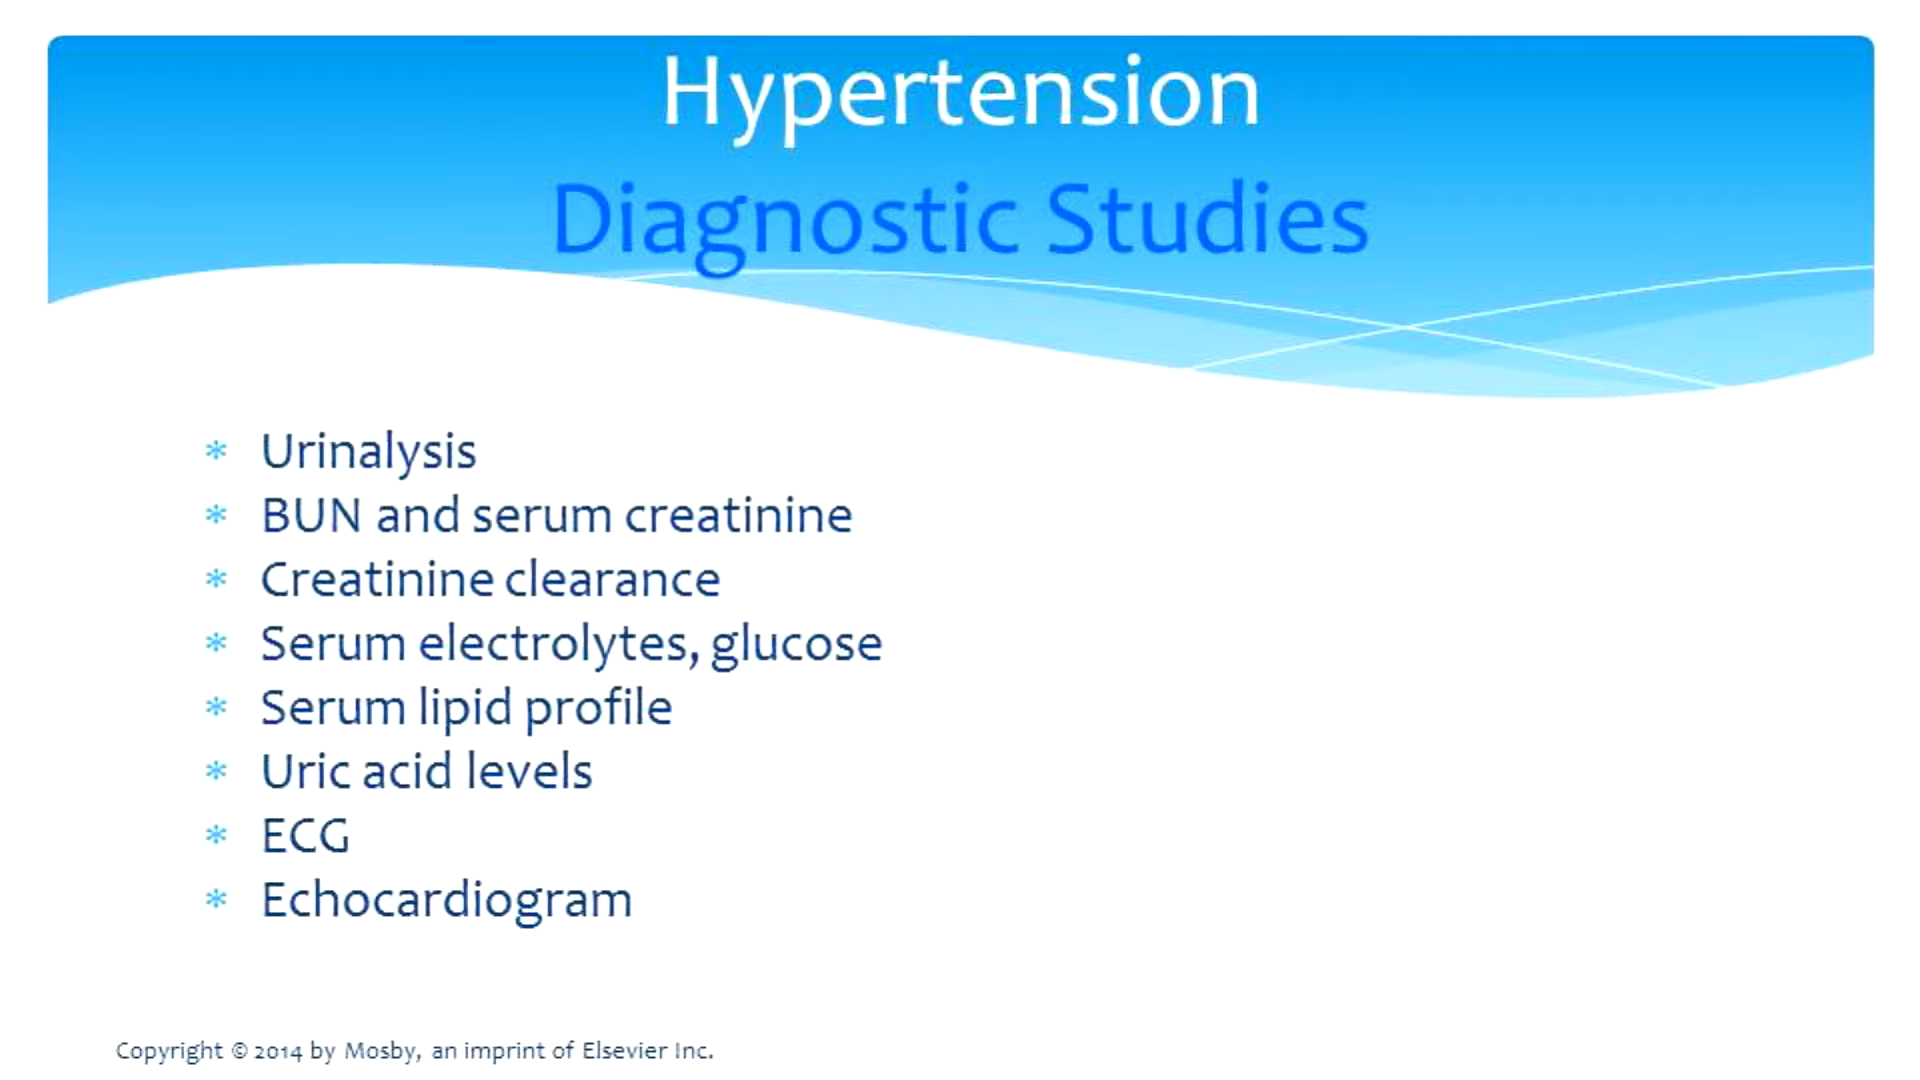 Hypertension
Diagnostic Studies
* Urinalysis
* BUN and serum creatinine
* Creatinine clearance
* Serum electrolytes, glucose
* Serum lipid profile
* Uric acid levels
* ECG
* Echocardiogram
Copyright © 2014 by Mosby, an imprint of Elsevier Inc.